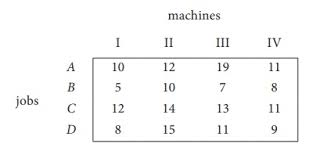 machines
I II III IV
A 10 12 19 11
B 5 10 7 8
jobs
C 12 14 13 11
D 8 15 11 9